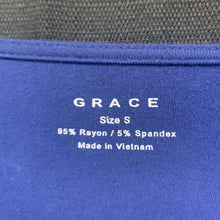 GRACE
Size S
95% Rayon / 5% Spandex
Made in Vietnam